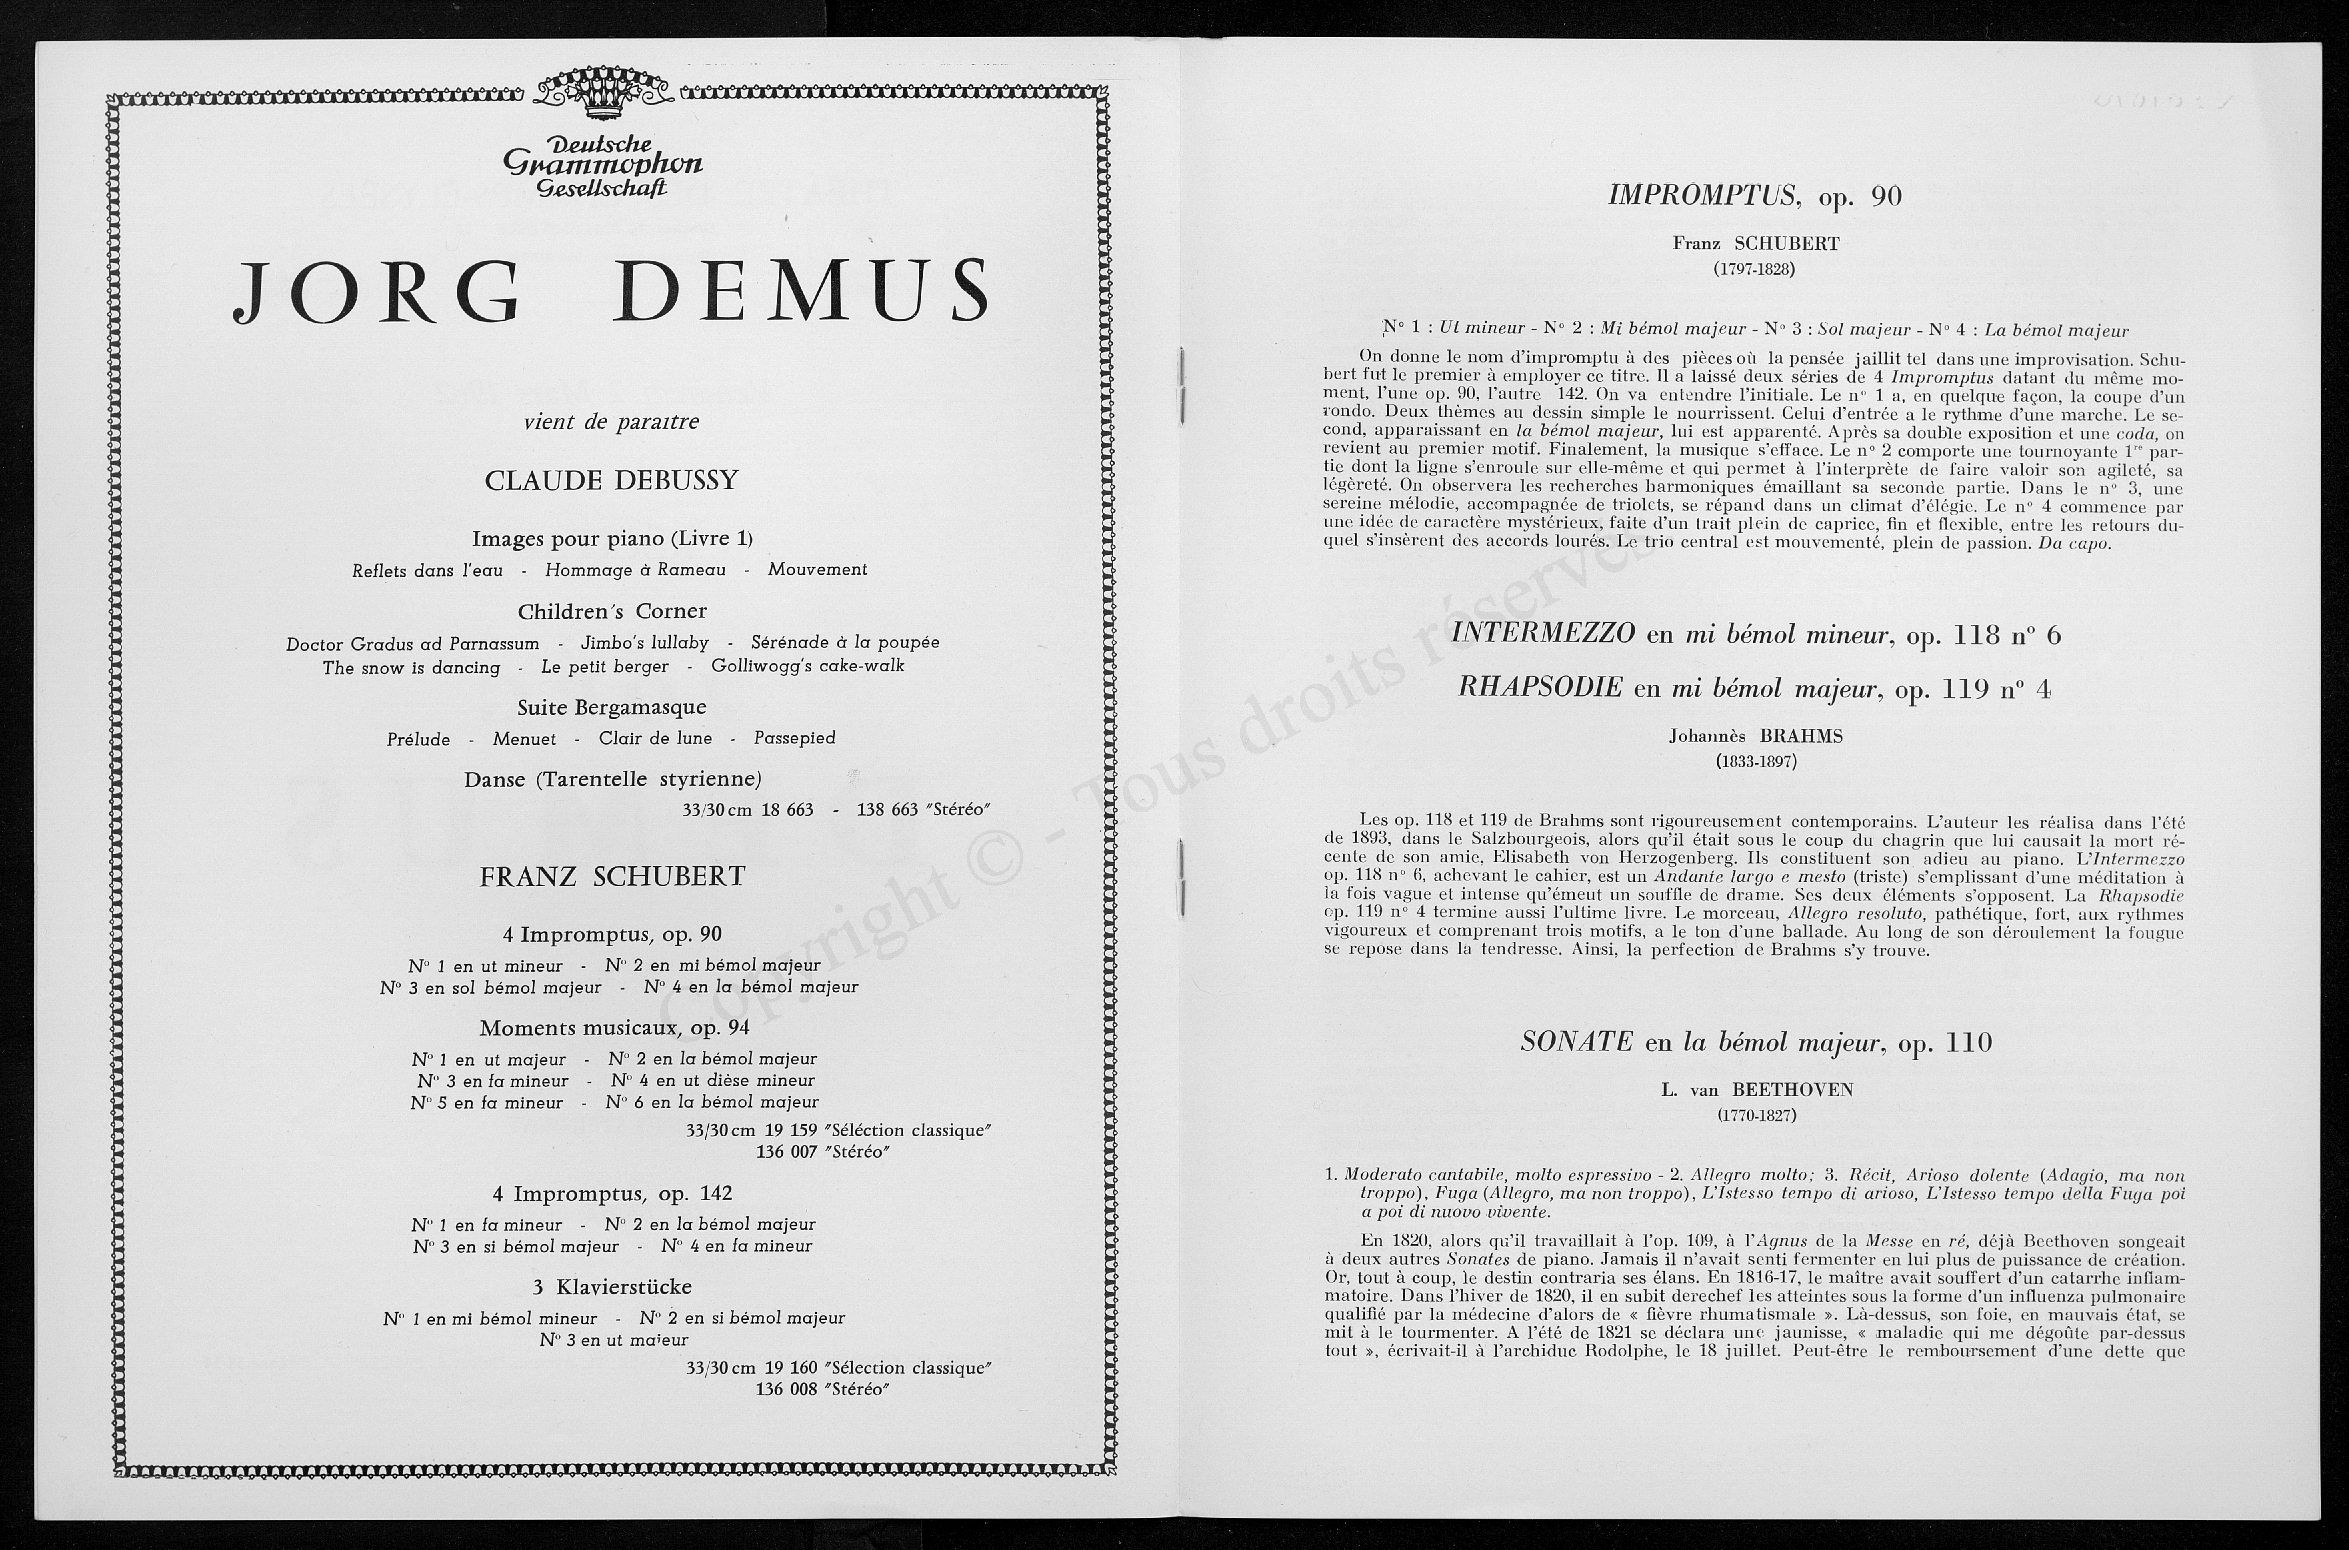 Deutsche
Grammophon
Gesellschaft
JORG DEMUS
vient de paraître
CLAUDE DEBUSSY
Images pour piano (Livre 1)
Reflets dans l'eau - Hommage à Rameau - Mouvement
Children's Corner
Doctor Gradus ad Parnassum - Jimbo's lullaby - Sérénade à la poupée
The snow is dancing - Le petit berger - Golliwogg's cake-walk
Suite Bergamasque
Prélude - Menuet - Clair de lune - Passepied
Danse (Tarentelle styrienne)
33/30 cm 18 663 - 138 663 "Stéréo"
FRANZ SCHUBERT
4 Impromptus, op. 90
N° 1 en ut mineur - N° 2 en mi bémol majeur
N° 3 en sol bémol majeur - N° 4 en la bémol majeur
Moments musicaux, op. 94
N° 1 en ut majeur - N° 2 en la bémol majeur
N° 3 en fa mineur - N° 4 en ut dièse mineur
N° 5 en fa mineur - N° 6 en la bémol majeur
33/30 cm 19 159 "Séléction classique"
136 007 "Stéréo"
4 Impromptus, op. 142
N° 1 en fa mineur - N° 2 en la bémol majeur
N° 3 en si bémol majeur - N° 4 en fa mineur
3 Klavierstücke
N° 1 en mi bémol mineur - N° 2 en si bémol majeur
N° 3 en ut majeur
33/30 cm 19 160 "Sélection classique"
136 008 "Stéréo"
Copyright © - Tous droits réservés.
IMPROMPTUS, op. 90
Franz SCHUBERT
(1797-1828)
N° 1 : Ut mineur - N° 2 : Mi bémol majeur - N° 3 : Sol majeur - N° 4 : La bémol majeur
On donne le nom d'impromptu à des pièces où la pensée jaillit tel dans une improvisation. Schu-
bert fut le premier à employer ce titre. Il a laissé deux séries de 4 Impromptus datant du même mo-
ment, l'une op. 90, l'autre 142. On va entendre l'initiale. Le n° 1 a, en quelque façon, la coupe d'un
rondo. Deux thèmes au dessin simple le nourrissent. Celui d'entrée a le rythme d'une marche. Le se-
cond, apparaissant en la bémol majeur, lui est apparenté. Après sa double exposition et une coda, on
revient au premier motif. Finalement, la musique s'efface. Le n° 2 comporte une tournoyante 1re par-
tie dont la ligne s'enroule sur elle-même et qui permet à l'interprète de faire valoir son agileté, sa
légèreté. On observera les recherches harmoniques émaillant sa seconde partie. Dans le n° 3, une
sereine mélodie, accompagnée de triolets, se répand dans un climat d'élégie. Le n° 4 commence par
une idée de caractère mystérieux, faite d'un trait plein de caprice, fin et flexible, entre les retours du-
quel s'insèrent des accords lourés. Le trio central est mouvementé, plein de passion. Da capo.
INTERMEZZO en mi bémol mineur, op. 118 n° 6
RHAPSODIE en mi bémol majeur, op. 119 n° 4
Johannès BRAHMS
(1833-1897)
Les op. 118 et 119 de Brahms sont rigoureusement contemporains. L'auteur les réalisa dans l'été
de 1893, dans le Salzbourgeois, alors qu'il était sous le coup du chagrin que lui causait la mort ré-
cente de son amie, Elisabeth von Herzogenberg. Ils constituent son adieu au piano. L'Intermezzo
op. 118 n° 6, achevant le cahier, est un Andante largo e mesto (triste) s'emplissant d'une méditation à
la fois vague et intense qu'émeut un souffle de drame. Ses deux éléments s'opposent. La Rhapsodie
op. 119 n° 4 termine aussi l'ultime livre. Le morceau, Allegro resoluto, pathétique, fort, aux rythmes
vigoureux et comprenant trois motifs, a le ton d'une ballade. Au long de son déroulement la fougue
se repose dans la tendresse. Ainsi, la perfection de Brahms s'y trouve.
SONATE en la bémol majeur, op. 110
L. van BEETHOVEN
(1770-1827)
1. Moderato cantabile, molto espressivo - 2. Allegro molto; 3. Récit, Arioso dolente (Adagio, ma non
troppo), Fuga (Allegro, ma non troppo), L'Istesso tempo di arioso, L'Istesso tempo della Fuga poi
a poi di nuovo vivente.
En 1820, alors qu'il travaillait à l'op. 109, à l'Agnus de la Messe en ré, déjà Beethoven songeait
à deux autres Sonates de piano. Jamais il n'avait senti fermenter en lui plus de puissance de création.
Or, tout à coup, le destin contraria ses élans. En 1816-17, le maître avait souffert d'un catarrhe inflam-
matoire. Dans l'hiver de 1820, il en subit derechef les atteintes sous la forme d'un influenza pulmonaire
qualifié par la médecine d'alors de « fièvre rhumatismale ». Là-dessus, son foie, en mauvais état, se
mit à le tourmenter. A l'été de 1821 se déclara une jaunisse, « maladie qui me dégoûte par-dessus
tout », écrivait-il à l'archiduc Rodolphe, le 18 juillet. Peut-être le remboursement d'une dette que